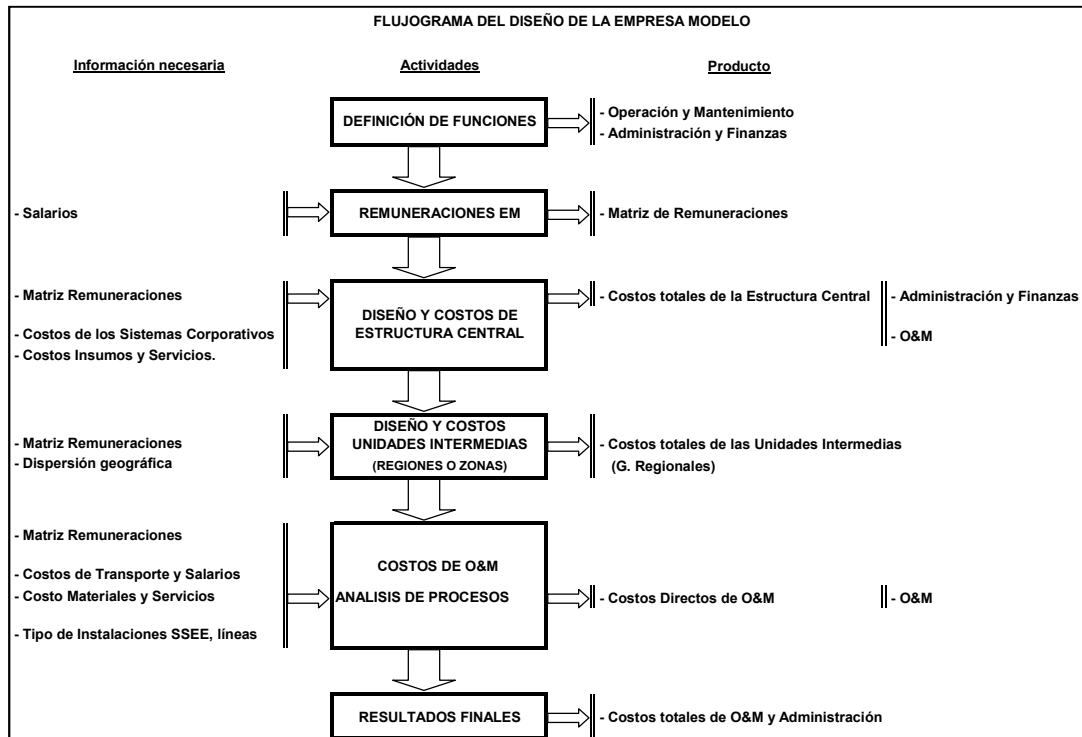 FLUJOGRAMA DEL DISEÑO DE LA EMPRESA MODELO
Información necesaria
Actividades
Producto
DEFINICIÓN DE FUNCIONES
- Operación y Mantenimiento
- Administración y Finanzas
- Salarios
REMUNERACIONES EM
- Matriz de Remuneraciones
- Matriz Remuneraciones
- Costos de los Sistemas Corporativos
- Costos Insumos y Servicios.
DISEÑO Y COSTOS DE
ESTRUCTURA CENTRAL
- Costos totales de la Estructura Central
- Administración y Finanzas
- O&M
- Matriz Remuneraciones
- Dispersión geográfica
DISEÑO Y COSTOS
UNIDADES INTERMEDIAS
(REGIONES O ZONAS)
- Costos totales de las Unidades Intermedias
(G. Regionales)
- Matriz Remuneraciones
- Costos de Transporte y Salarios
- Costo Materiales y Servicios
- Tipo de Instalaciones SSEE, líneas
COSTOS DE O&M
ANALISIS DE PROCESOS
- Costos Directos de O&M
- O&M
RESULTADOS FINALES
- Costos totales de O&M y Administración